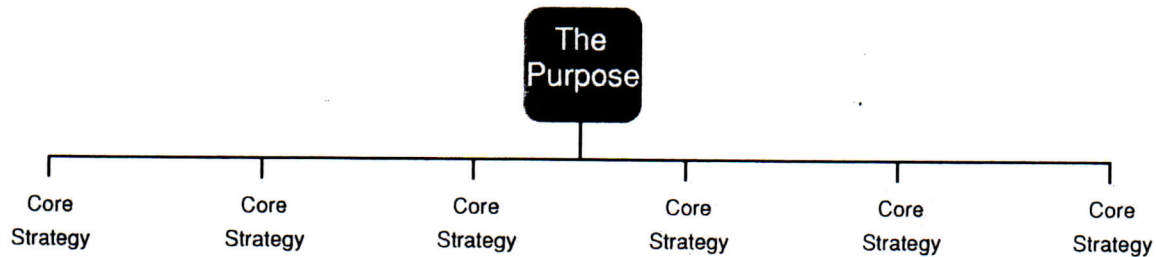 The
Purpose
Core
Strategy
Core
Strategy
Core
Strategy
Core
Strategy
Core
Strategy
Core
Strategy